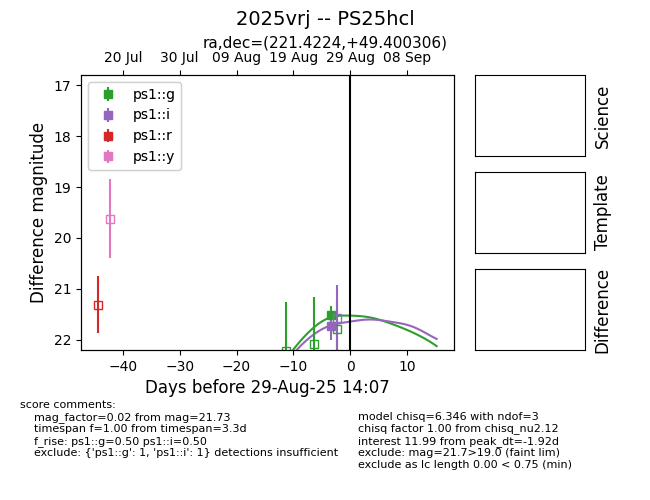 2025vrj -- PS25hcl
ra,dec=(221.4224,+49.400306)
20 Jul 30 Jul 09 Aug 19 Aug 29 Aug 08 Sep
17
18
19
20
21
22
Difference magnitude
ps1::g
ps1::i
ps1::r
ps1::y
−40 −30 −20 −10 0 10
Days before 29-Aug-25 14:07
Science
Template
Difference
score comments:
mag_factor=0.02 from mag=21.73
timespan f=1.00 from timespan=3.3d
f_rise: ps1::g=0.50 ps1::i=0.50
exclude: {'ps1::g': 1, 'ps1::i': 1} detections insufficient
model chisq=6.346 with ndof=3
chisq factor 1.00 from chisq_nu2.12
interest 11.99 from peak_dt=-1.92d
exclude: mag=21.7>19.0 (faint lim)
exclude as lc length 0.00 < 0.75 (min)